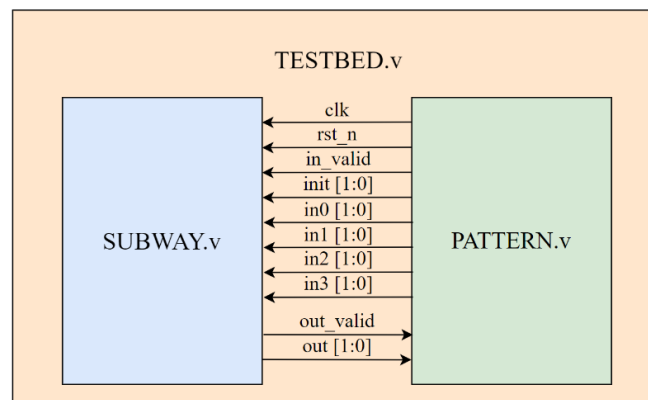 TESTBED.v
clk
rst_n
in_valid
init [1:0]
in0 [1:0]
SUBWAY.v
in1 [1:0]
PATTERN.v
in2 [1:0]
in3 [1:0]
out_valid
out [1:0]